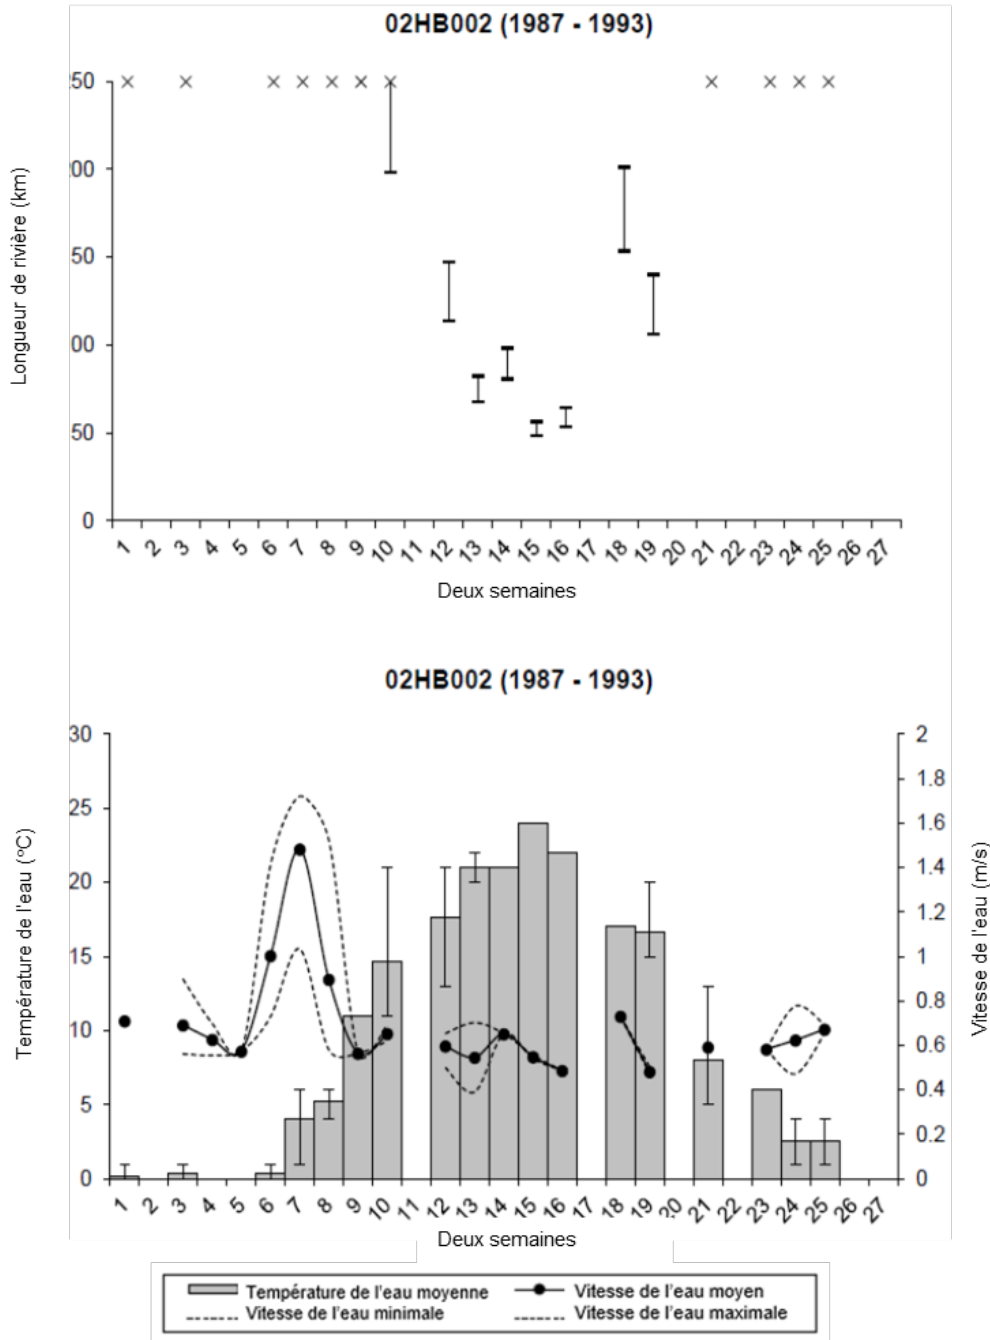 02HB002 (1987 - 1993)
Longueur de rivière (km)
250
200
50
00
50
0
1 2 3 4 5 6 7 8 9 10 11 12 13 14 15 16 17 18 19 20 21 22 23 24 25 26 27
Deux semaines
02HB002 (1987 - 1993)
Température de l'eau (°C)
30
25
20
15
10
5
0
Vitesse de l'eau (m/s)
2
1.8
1.6
1.4
1.2
1
0.8
0.6
0.4
0.2
0
1 2 3 4 5 6 7 8 9 10 11 12 13 14 15 16 17 18 19 20 21 22 23 24 25 26 27
Deux semaines
Température de l'eau moyenne
Vitesse de l'eau moyen
Vitesse de l'eau minimale
Vitesse de l'eau maximale